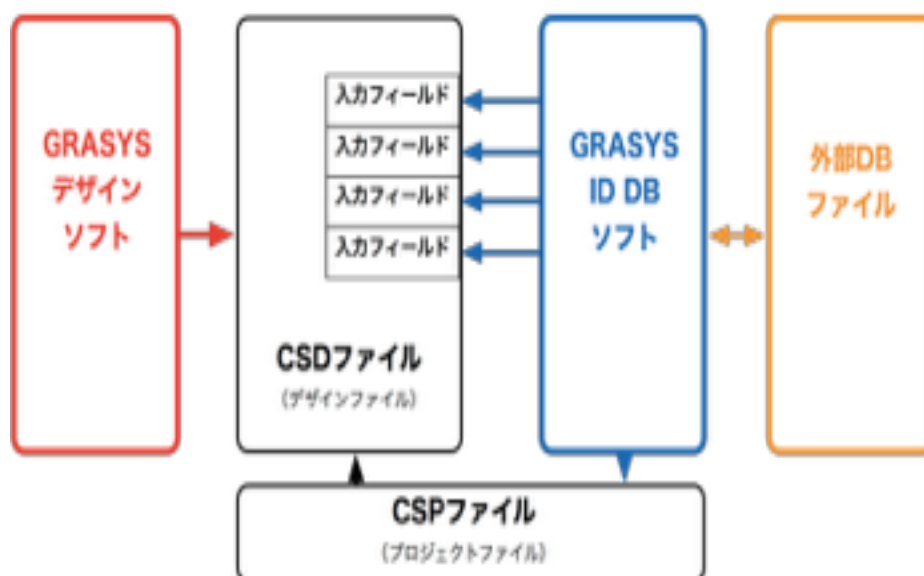 GRASYS
デザイン
ソフト
入力フィールド
入力フィールド
入力フィールド
入力フィールド
CSDファイル
(デザインファイル)
GRASYS
ID DB
ソフト
外部DB
ファイル
CSPファイル
(プロジェクトファイル)